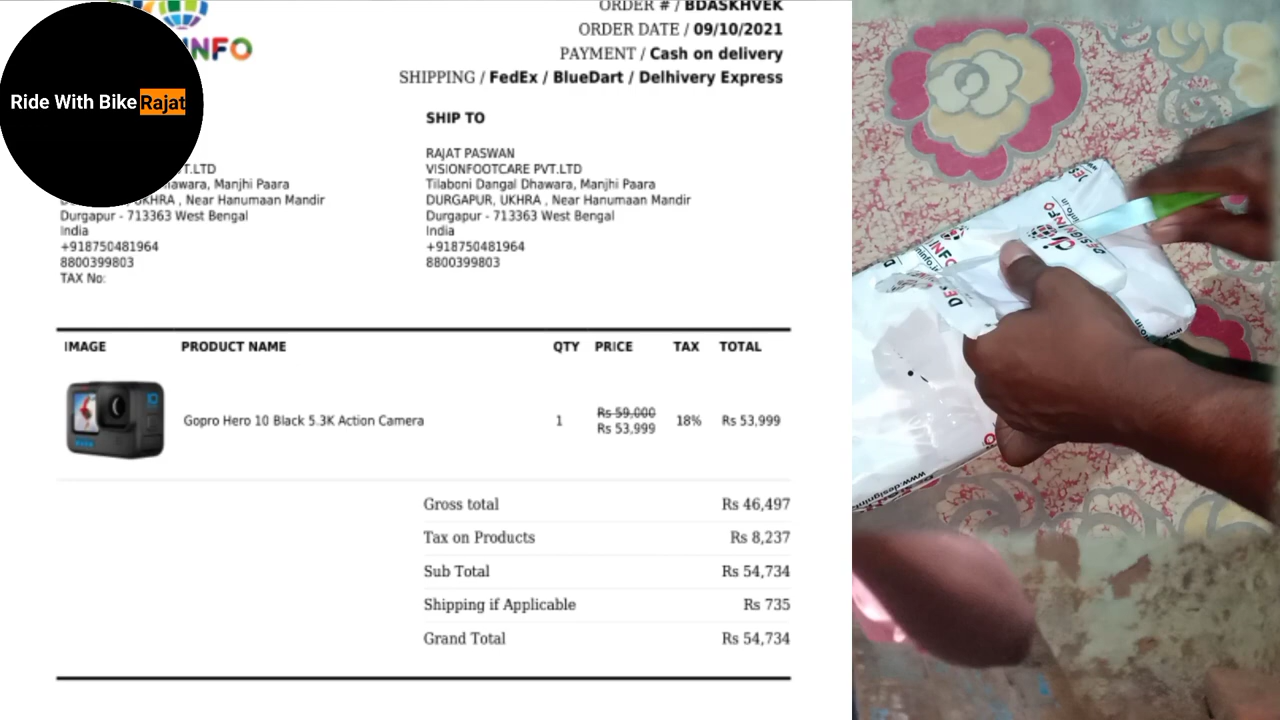 ORDER # / BDASKHVEK
INFO
ORDER DATE / 09/10/2021
PAYMENT / Cash on delivery
SHIPPING / FedEx / BlueDart / Delhivery Express
Ride With Bike Rajat
SHIP TO
T.LTD
awara, Manjhi Paara
UKHRA , Near Hanumaan Mandir
Durgapur - 713363 West Bengal
India
+918750481964
8800399803
TAX No:
RAJAT PASWAN
VISIONFOOTCARE PVT.LTD
Tilaboni Dangal Dhawara, Manjhi Paara
DURGAPUR, UKHRA , Near Hanumaan Mandir
Durgapur - 713363 West Bengal
India
+918750481964
8800399803
IMAGE PRODUCT NAME QTY PRICE TAX TOTAL
Gopro Hero 10 Black 5.3K Action Camera 1 Rs 59,000 Rs 53,999 18% Rs 53,999
Gross total Rs 46,497
Tax on Products Rs 8,237
Sub Total Rs 54,734
Shipping if Applicable Rs 735
Grand Total Rs 54,734
DESIGNINFO
INFO